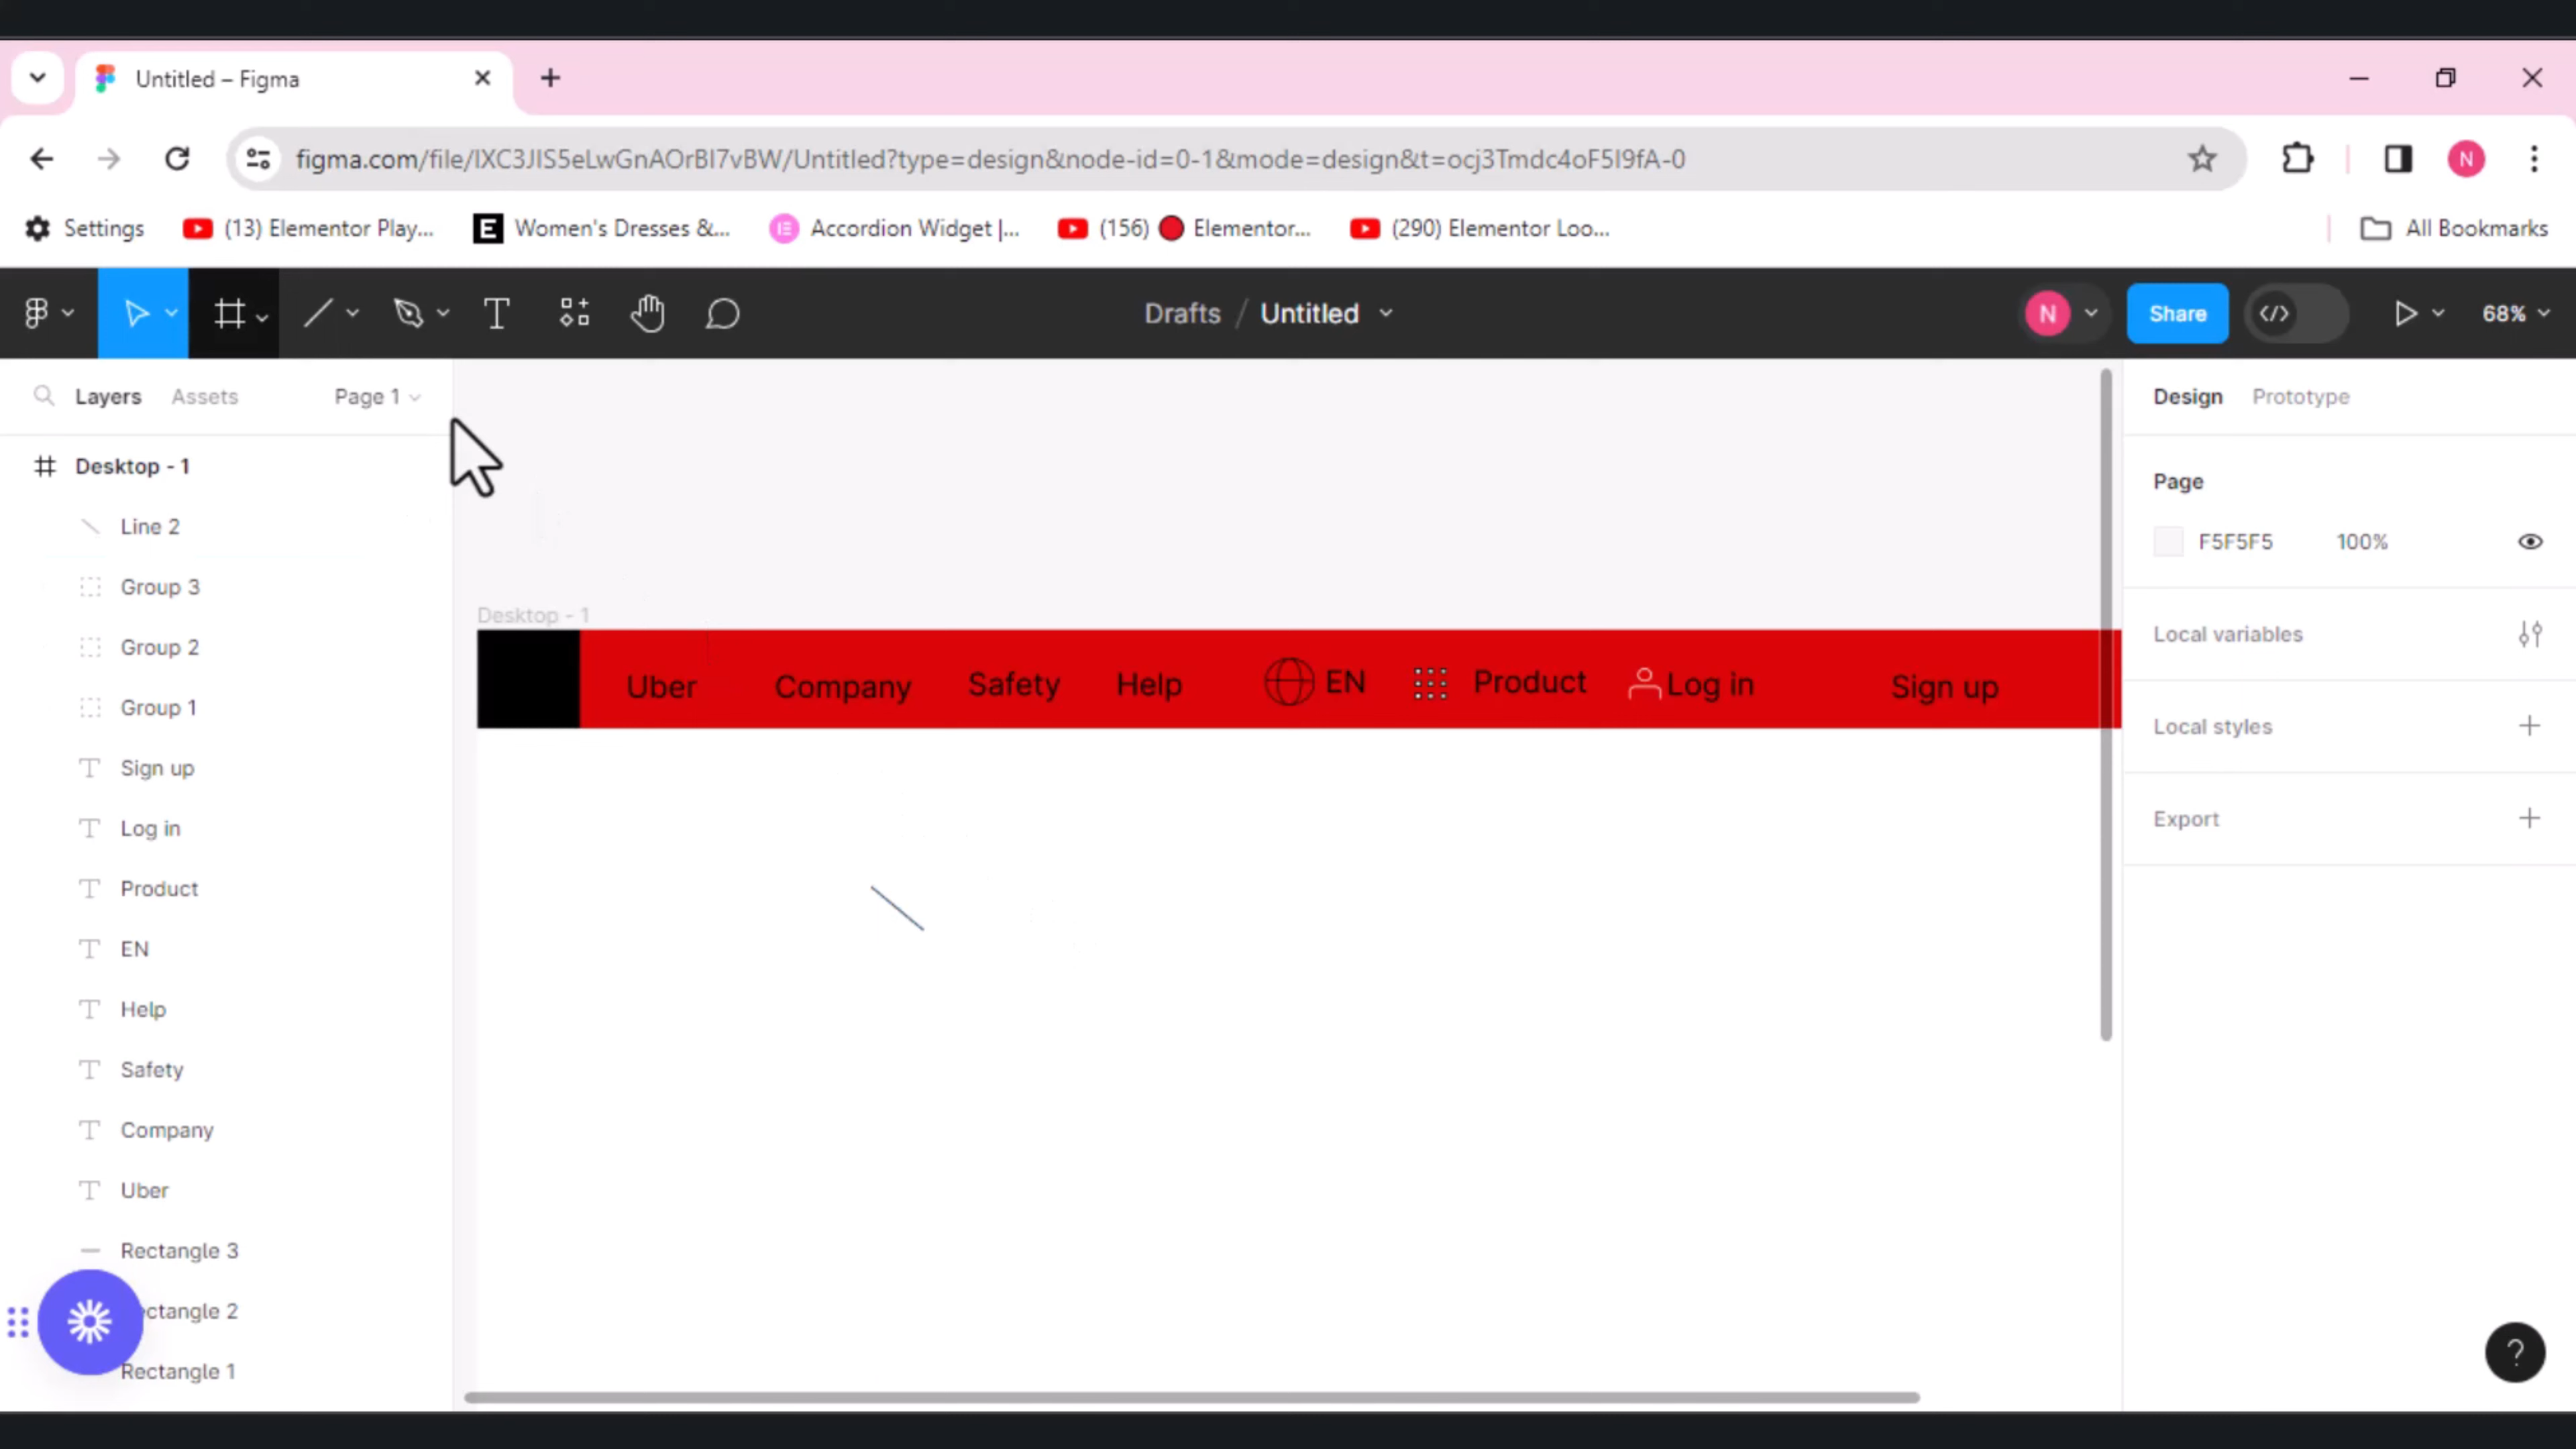 Untitled – Figma
figma.com/file/IXC3JIS5eLwGnAOrBI7vBW/Untitled?type=design&node-id=0-1&mode=design&t=ocj3Tmdc4oF5I9fA-0
Settings
(13) Elementor Play...
E Women's Dresses &...
Accordion Widget |...
(156) Elementor...
(290) Elementor Loo...
All Bookmarks
N
Drafts / Untitled
N
Share
68%
Layers
Assets
Page 1
Design
Prototype
Desktop - 1
Line 2
Group 3
Group 2
Group 1
Sign up
Log in
Product
EN
Help
Safety
Company
Uber
Rectangle 3
ectangle 2
Rectangle 1
Desktop - 1
Uber
Company
Safety
Help
EN
Product
Log in
Sign up
Page
F5F5F5 100%
Local variables
Local styles
Export
?